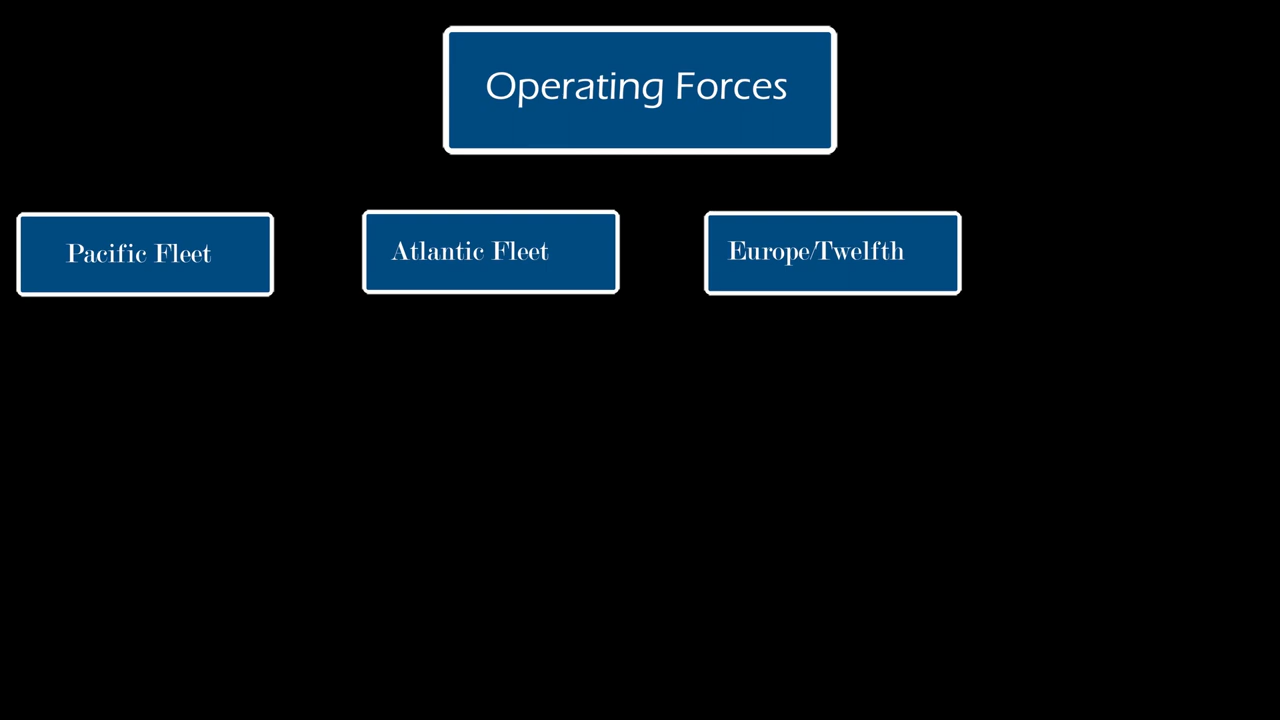 Operating Forces
Pacific Fleet
Atlantic Fleet
Europe/Twelfth